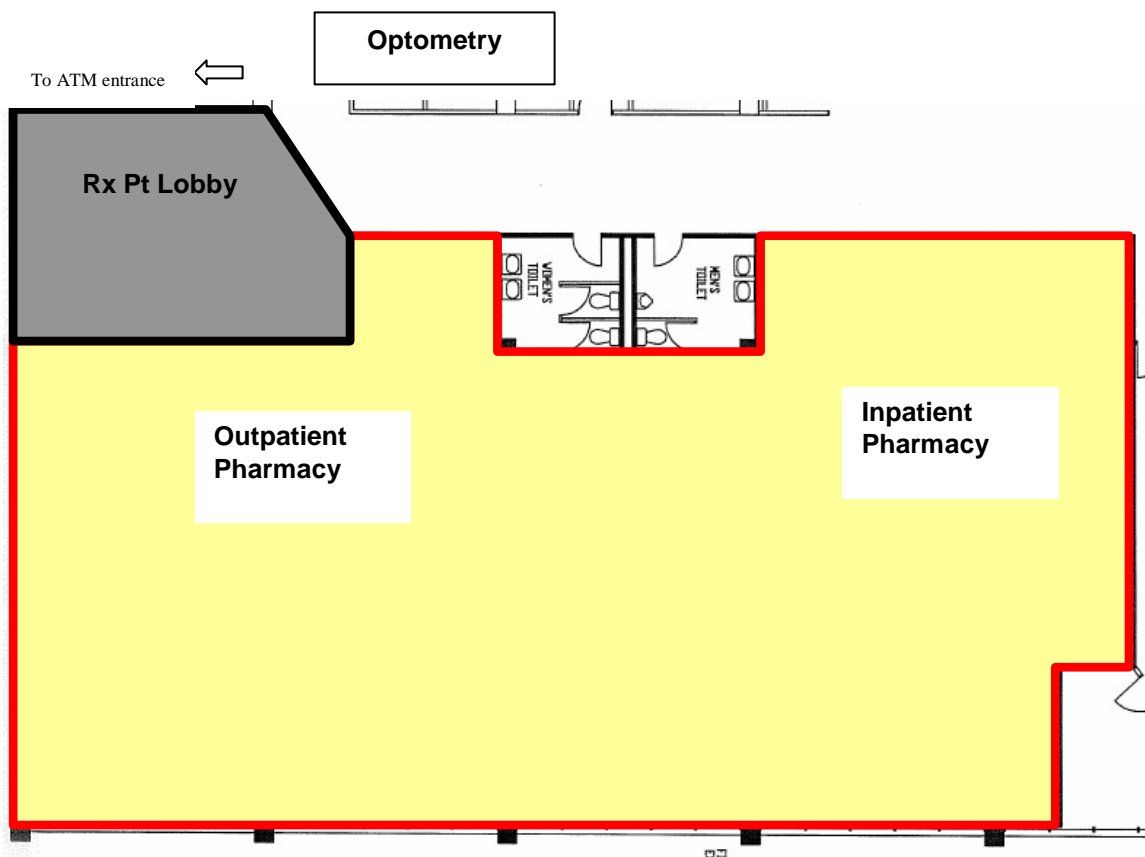 Optometry
To ATM entrance
Rx Pt Lobby
WOMEN'S
TOILET
MEN'S
TOILET
Outpatient
Pharmacy
Inpatient
Pharmacy